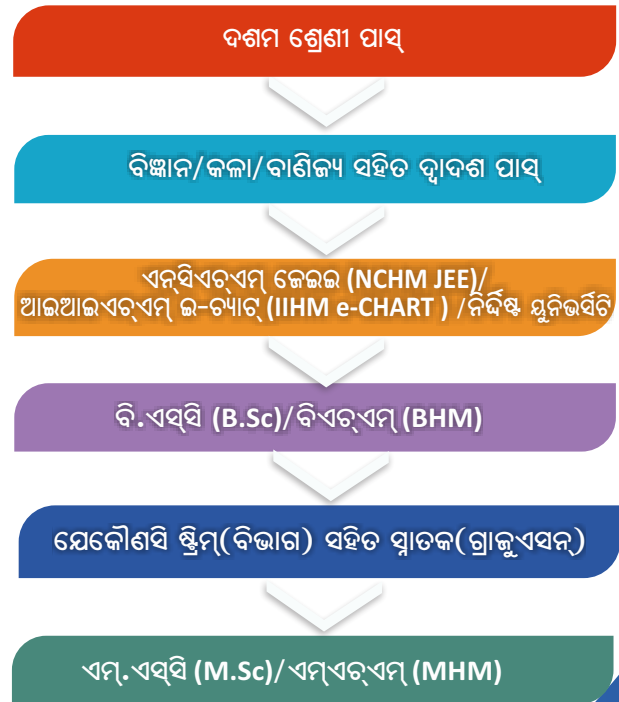 ଦଶମ ଶ୍ରେଣୀ ପାସ୍
ବିଜ୍ଞାନ/କଳା/ବାଣିଜ୍ୟ ସହିତ ଦ୍ୱାଦଶ ପାସ୍
ଏନ୍‌ସିଏଚ୍‌ଏମ୍ ଜେଇଇ (NCHM JEE)/
ଆଇଆଇଏଚ୍‌ଏମ୍ ଇ-ଚ୍ୟାଟ୍ (IIHM e-CHART ) /ନିର୍ଦ୍ଦିଷ୍ଟ ୟୁନିଭର୍ସିଟି
ବି.ଏସ୍‌ସି (B.Sc)/ବିଏଚ୍‌ଏମ୍ (BHM)
ଯେକୌଣସି ଷ୍ଟ୍ରିମ୍(ବିଭାଗ) ସହିତ ସ୍ନାତକ(ଗ୍ରାଜୁଏସନ୍)
ଏମ୍.ଏସ୍‌ସି (M.Sc)/ଏମ୍‌ଏଚ୍‌ଏମ୍ (MHM)